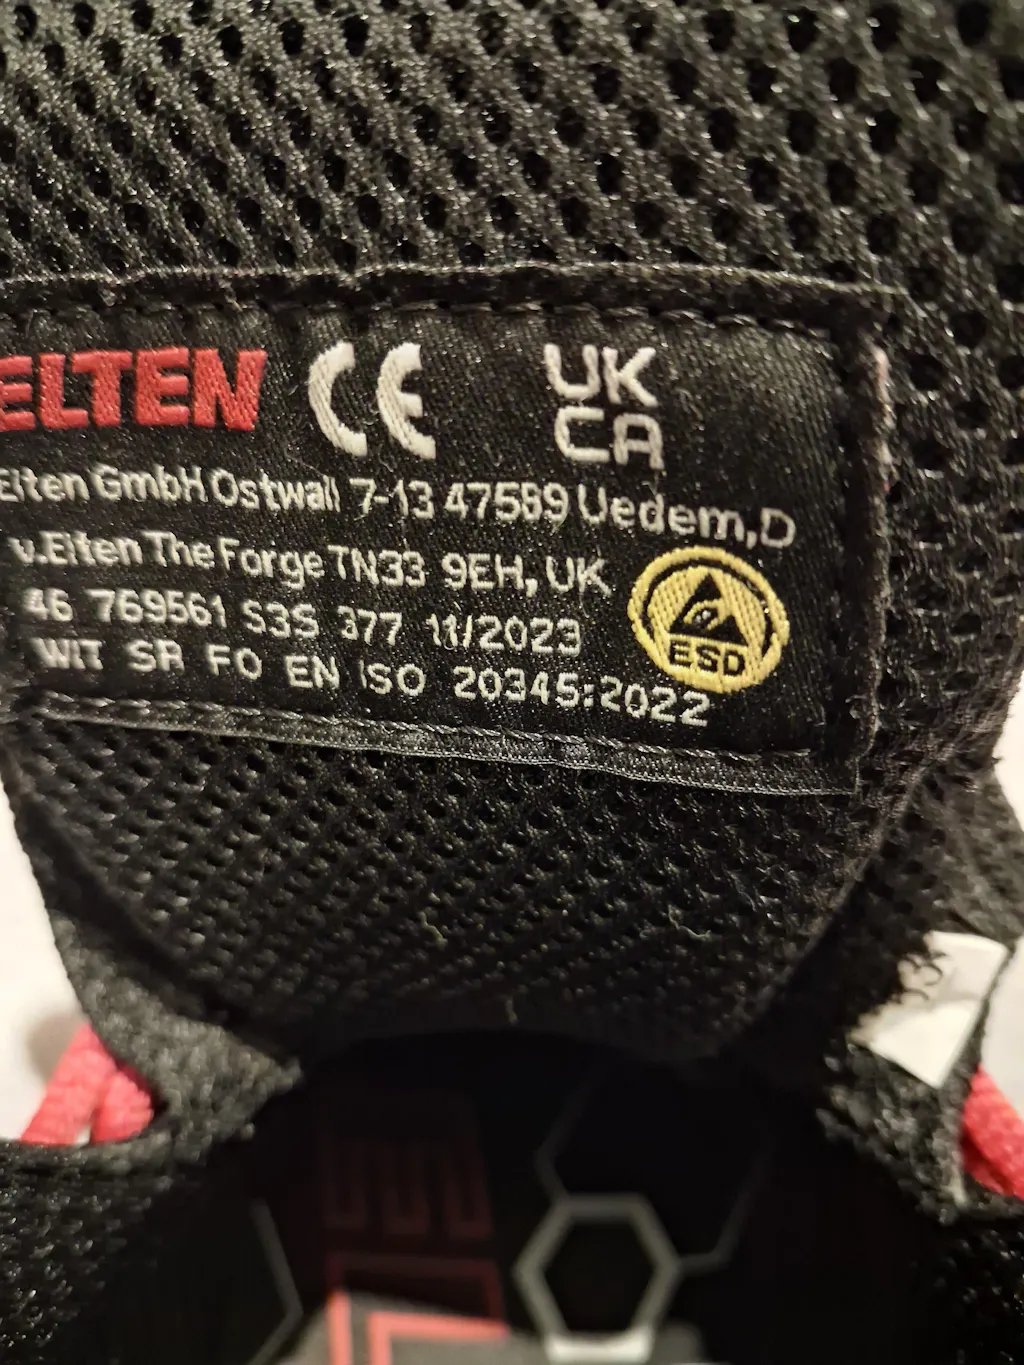 ELTEN CE UK CA
Elten GmbH Ostwall 7-13 47589 Uedem,D
v.Elten The Forge TN33 9EH, UK
46 769561 S3S 377 11/2023
WIT SR FO EN ISO 20345:2022
ESD